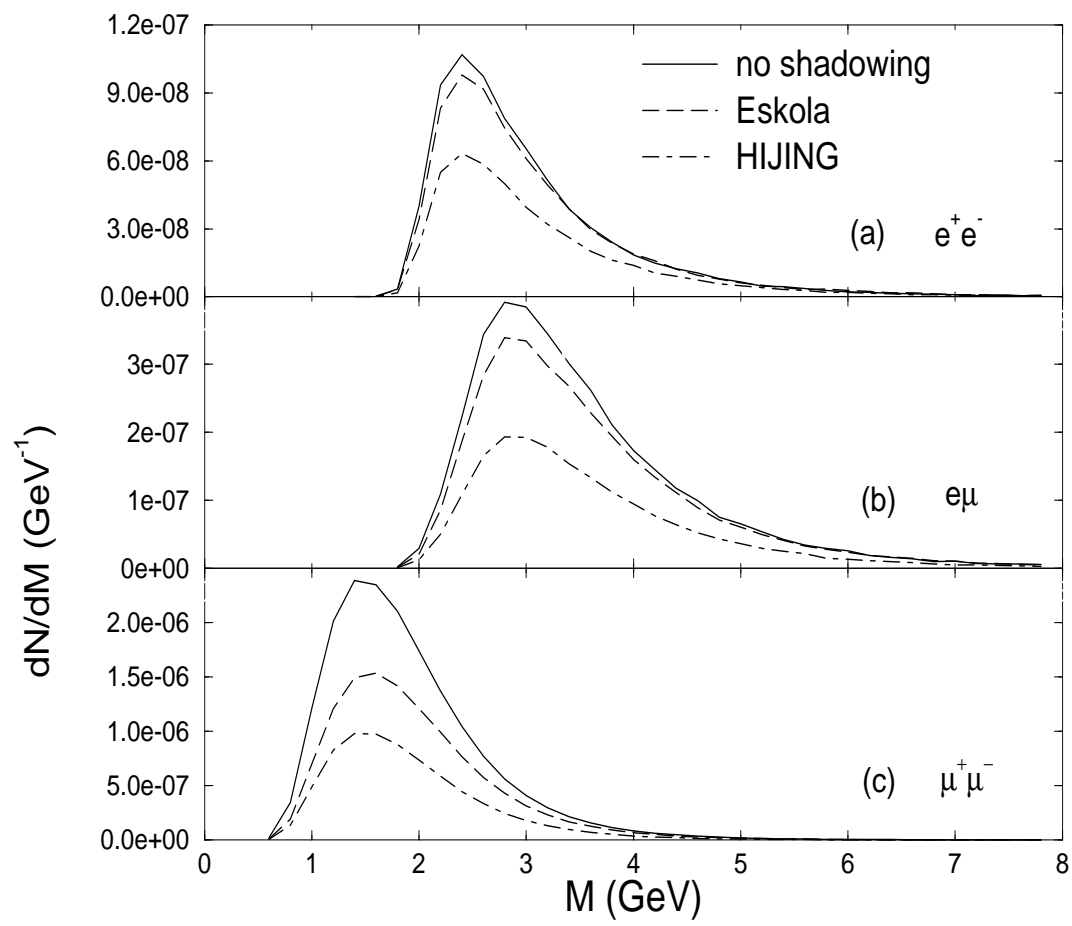 1.2e-07
9.0e-08
6.0e-08
3.0e-08
0.0e+00
no shadowing
Eskola
HIJING
(a) e⁺e⁻
3e-07
2e-07
1e-07
0e+00
(b) eμ
dN/dM (GeV⁻¹)
2.0e-06
1.5e-06
1.0e-06
5.0e-07
0.0e+00
(c) μ⁺μ⁻
0 1 2 3 4 5 6 7 8
M (GeV)